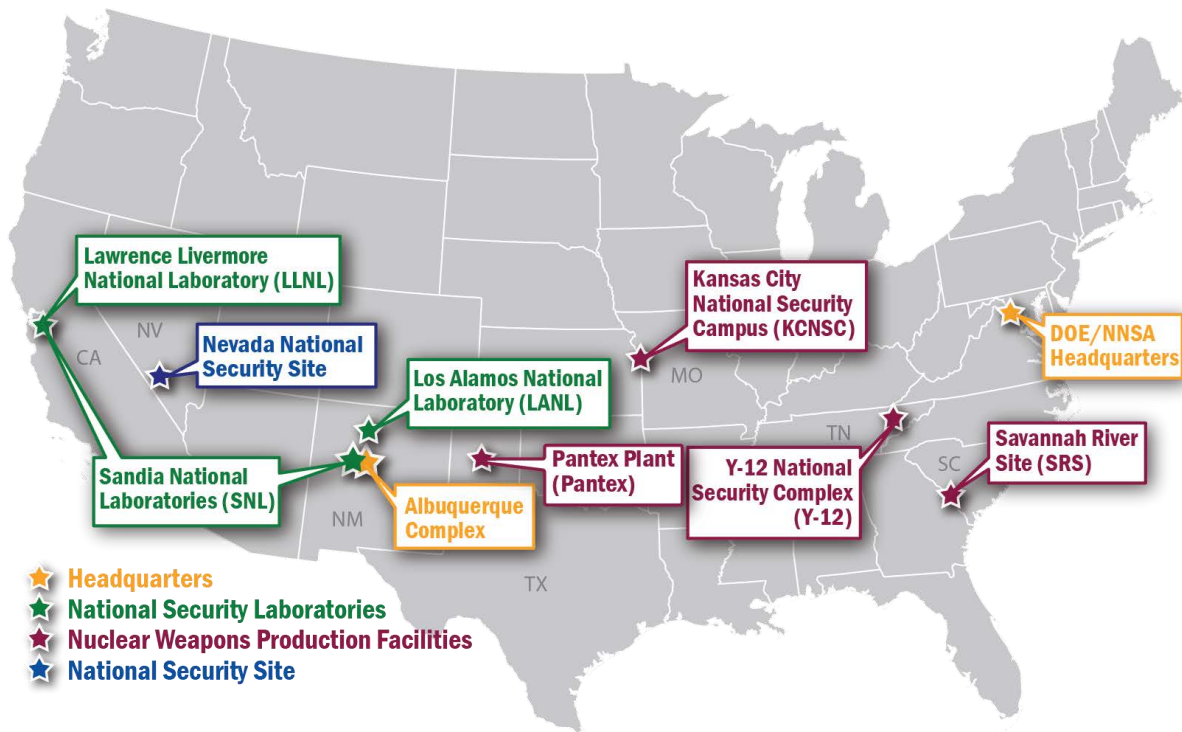 Lawrence Livermore
National Laboratory (LLNL)
NV
CA
Nevada National
Security Site
Los Alamos National
Laboratory (LANL)
Sandia National
Laboratories (SNL)
NM
Albuquerque
Complex
Pantex Plant
(Pantex)
TX
Kansas City
National Security
Campus (KCNSC)
MO
DOE/NNSA
Headquarters
TN
Y-12 National
Security Complex
(Y-12)
SC
Savannah River
Site (SRS)
Headquarters
National Security Laboratories
Nuclear Weapons Production Facilities
National Security Site